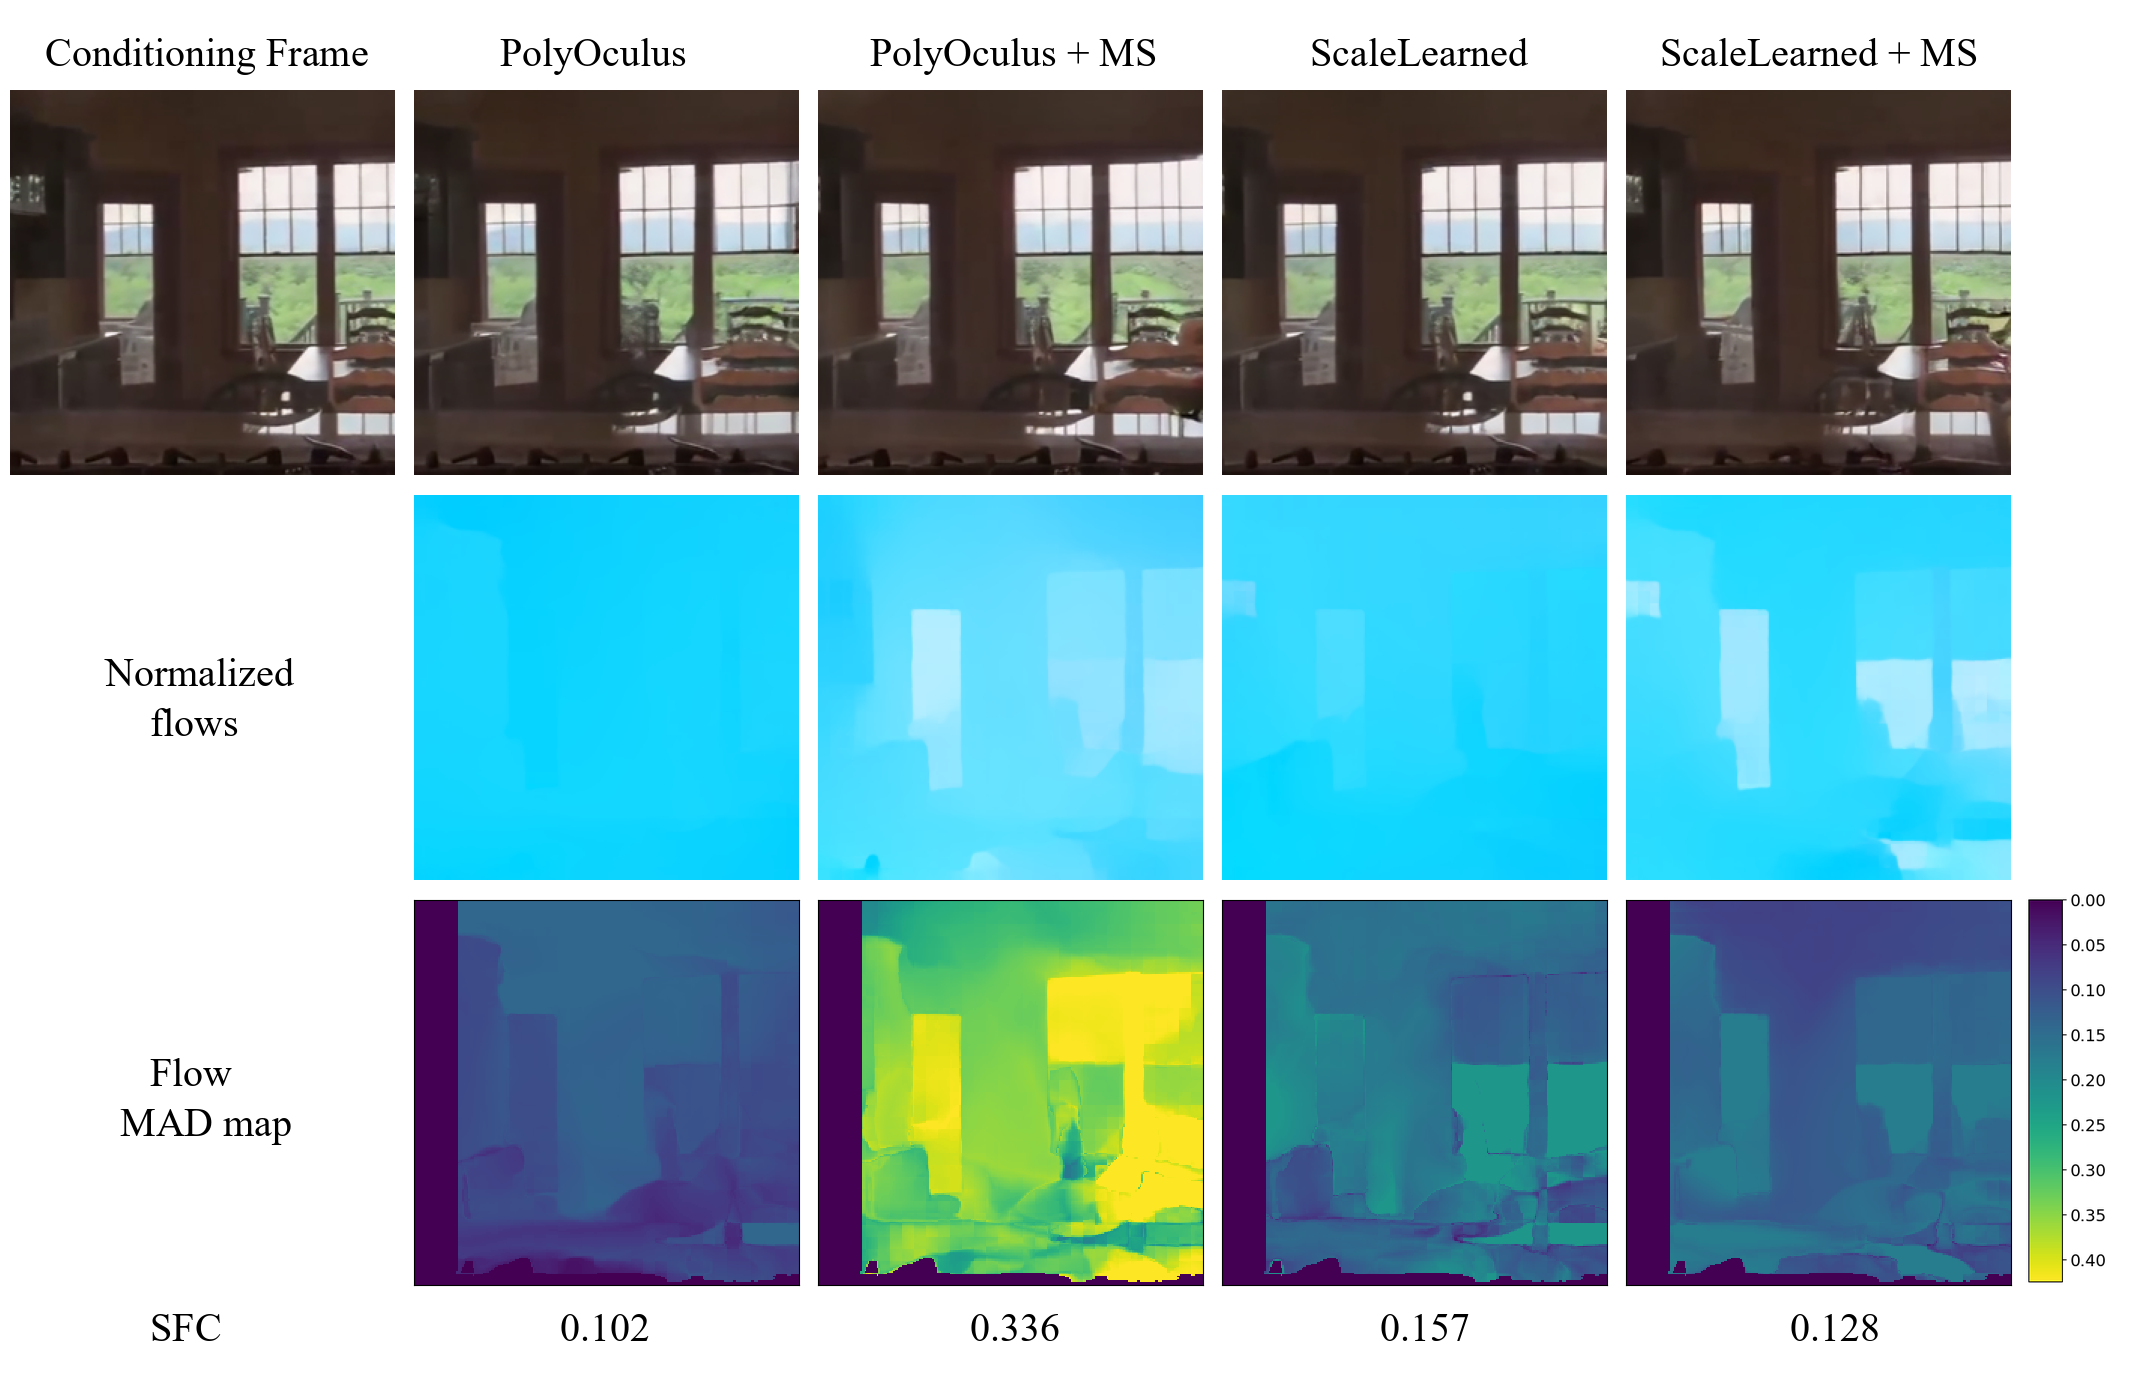 Conditioning Frame
PolyOculus
PolyOculus + MS
ScaleLearned
ScaleLearned + MS
Normalized
flows
Flow
MAD map
0.00
0.05
0.10
0.15
0.20
0.25
0.30
0.35
0.40
SFC
0.102
0.336
0.157
0.128